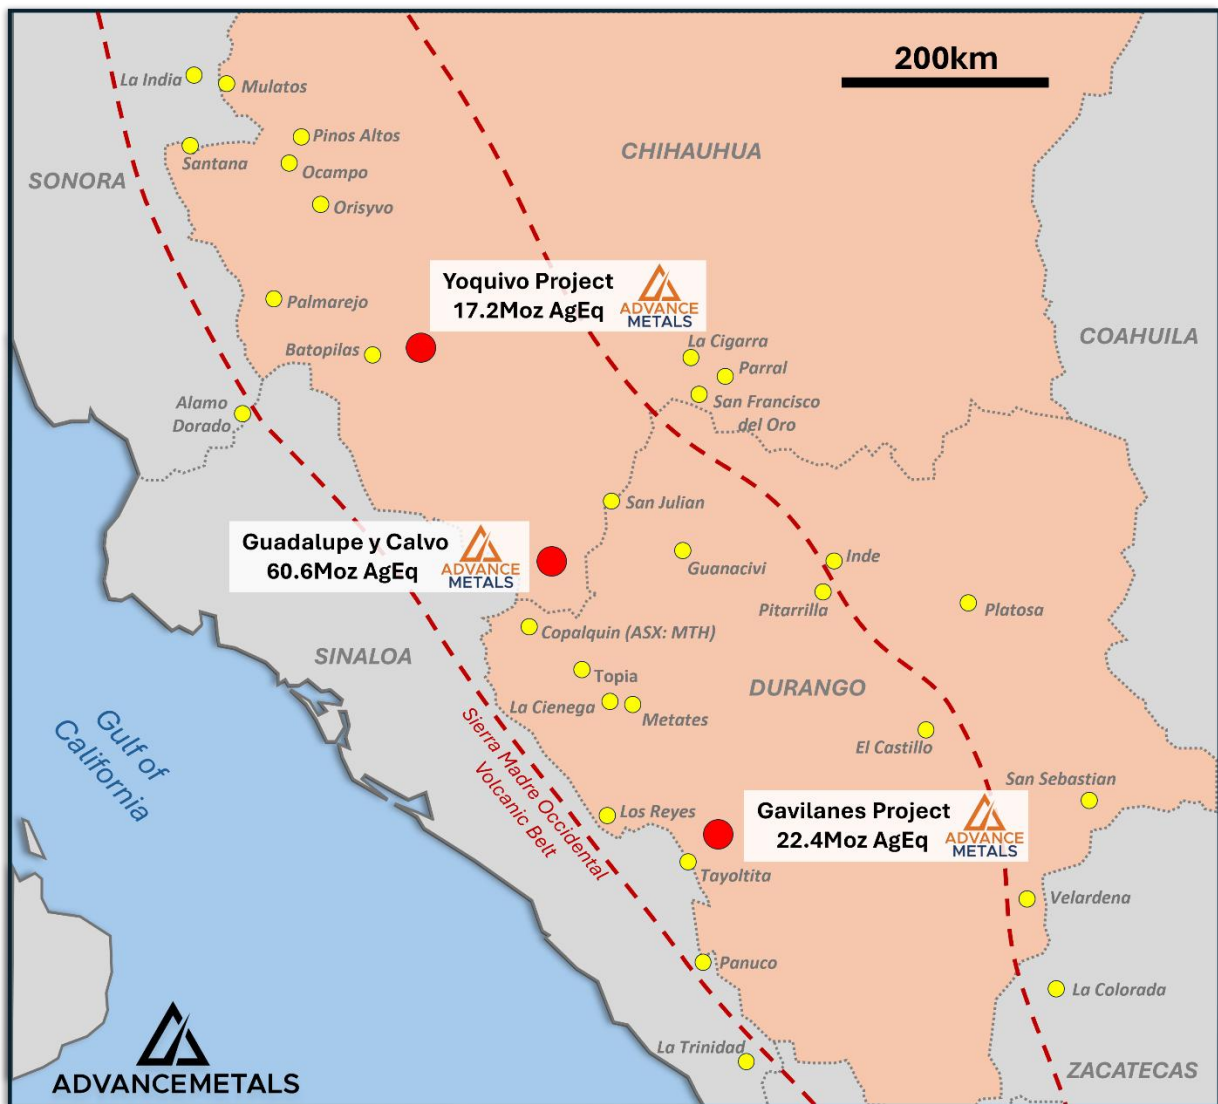 200km
La India
Mulatos
Pinos Altos
Santana
Ocampo
CHIHAUHUA
SONORA
Orisyvo
Yoquivo Project
17.2Moz AgEq
ADVANCE
METALS
Palmarejo
Batopilas
La Cigarra
Parral
COAHUILA
San Francisco
del Oro
Alamo
Dorado
San Julian
Guadalupe y Calvo
60.6Moz AgEq
ADVANCE
METALS
Guanacivi
Inde
Pitarrilla
Platosa
Copalquin (ASX: MTH)
SINALOA
Topia
DURANGO
La Cienega
Metates
Gulf of
California
Sierra Madre Occidental
Volcanic Belt
El Castillo
San Sebastian
Los Reyes
Gavilanes Project
22.4Moz AgEq
ADVANCE
METALS
Tayoltita
Velardena
Panuco
La Colorada
La Trinidad
ZACATECAS
ADVANCEMETALS